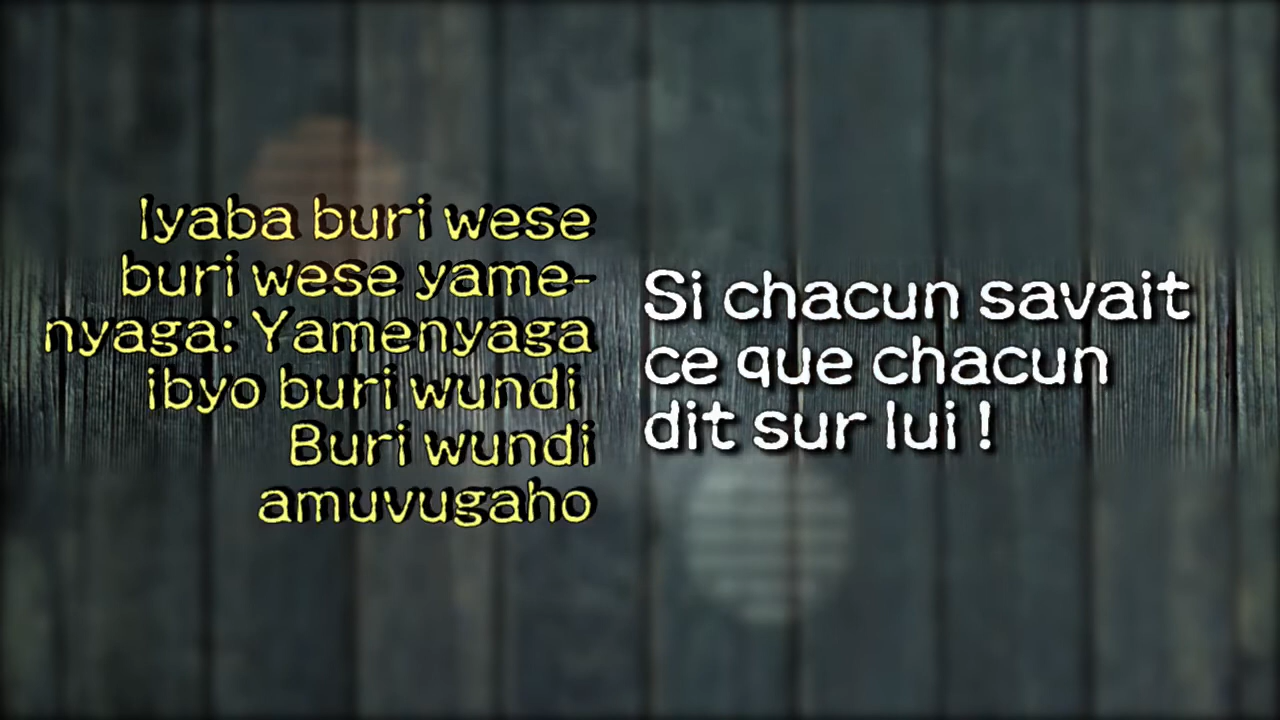 Iyaba buri wese
buri wese yame-
nyaga: Yamenyaga
ibyo buri wundi
Buri wundi
amuvugaho
Si chacun savait
ce que chacun
dit sur lui !